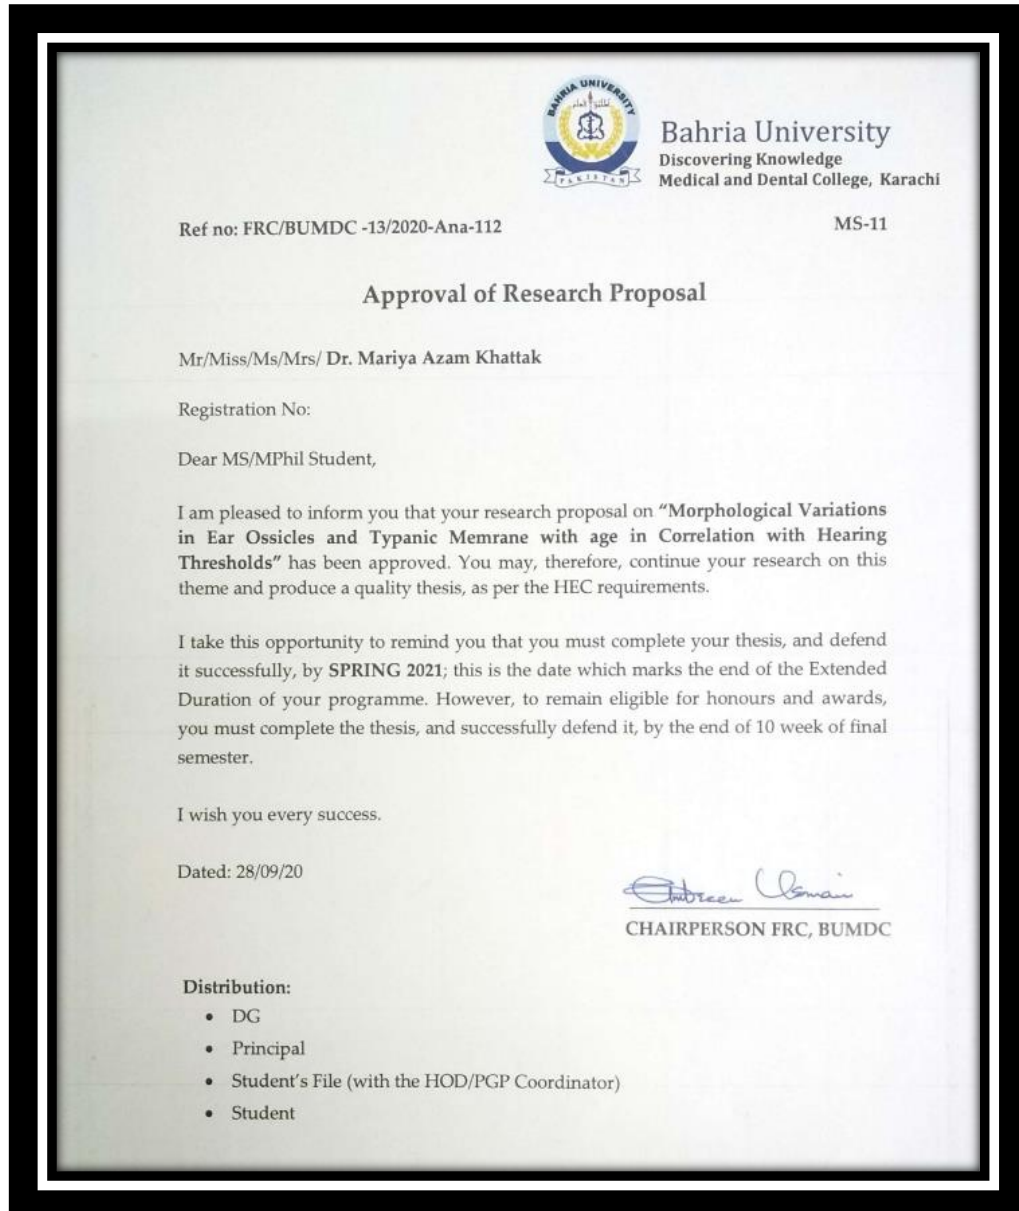 BAHRIA UNIVERSITY
PAKISTAN
Bahria University
Discovering Knowledge
Medical and Dental College, Karachi
Ref no: FRC/BUMDC -13/2020-Ana-112
MS-11
Approval of Research Proposal
Mr/Miss/Ms/Mrs/ Dr. Mariya Azam Khattak
Registration No:
Dear MS/MPhil Student,
I am pleased to inform you that your research proposal on “Morphological Variations
in Ear Ossicles and Typanic Memrane with age in Correlation with Hearing
Thresholds” has been approved. You may, therefore, continue your research on this
theme and produce a quality thesis, as per the HEC requirements.
I take this opportunity to remind you that you must complete your thesis, and defend
it successfully, by SPRING 2021; this is the date which marks the end of the Extended
Duration of your programme. However, to remain eligible for honours and awards,
you must complete the thesis, and successfully defend it, by the end of 10 week of final
semester.
I wish you every success.
Dated: 28/09/20
CHAIRPERSON FRC, BUMDC
Distribution:
• DG
• Principal
• Student’s File (with the HOD/PGP Coordinator)
• Student